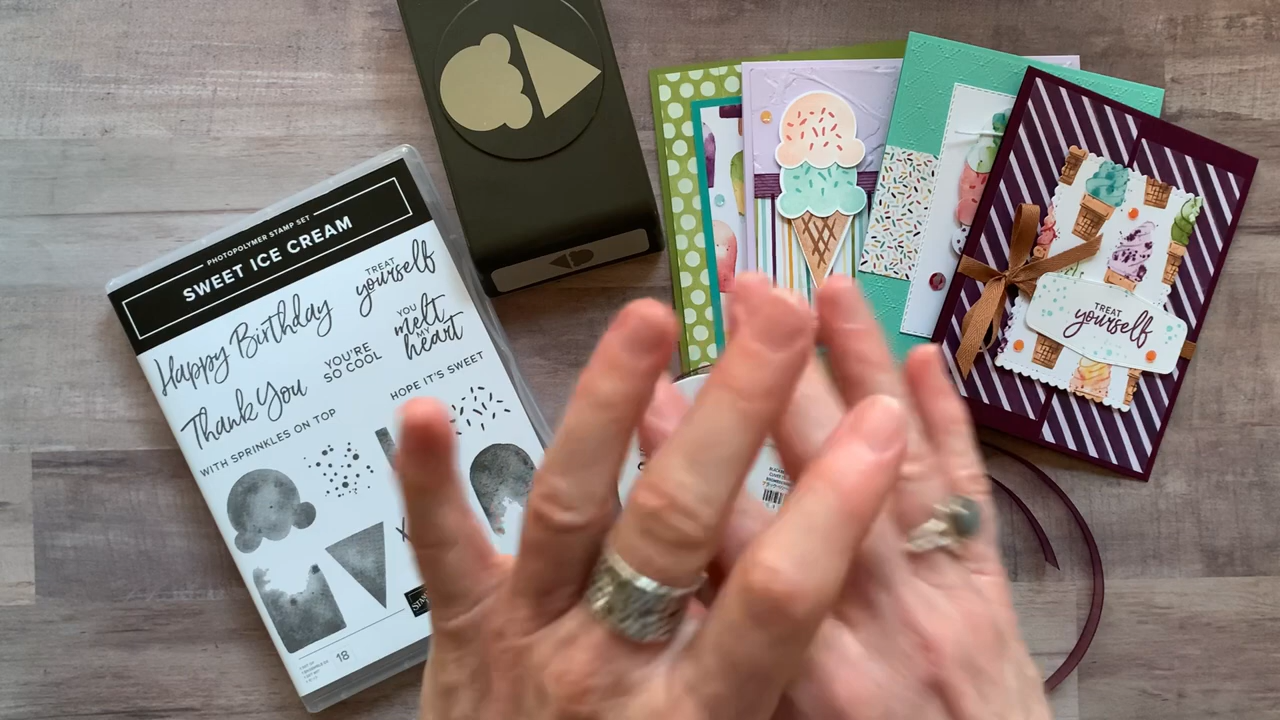 PHOTOPOLYMER STAMP SET
SWEET ICE CREAM
TREAT
yourself
Happy Birthday
YOU
melt
MY
heart
YOU'RE
SO COOL
Thank You
HOPE IT'S SWEET
WITH SPRINKLES ON TOP
18
TREAT
yourself